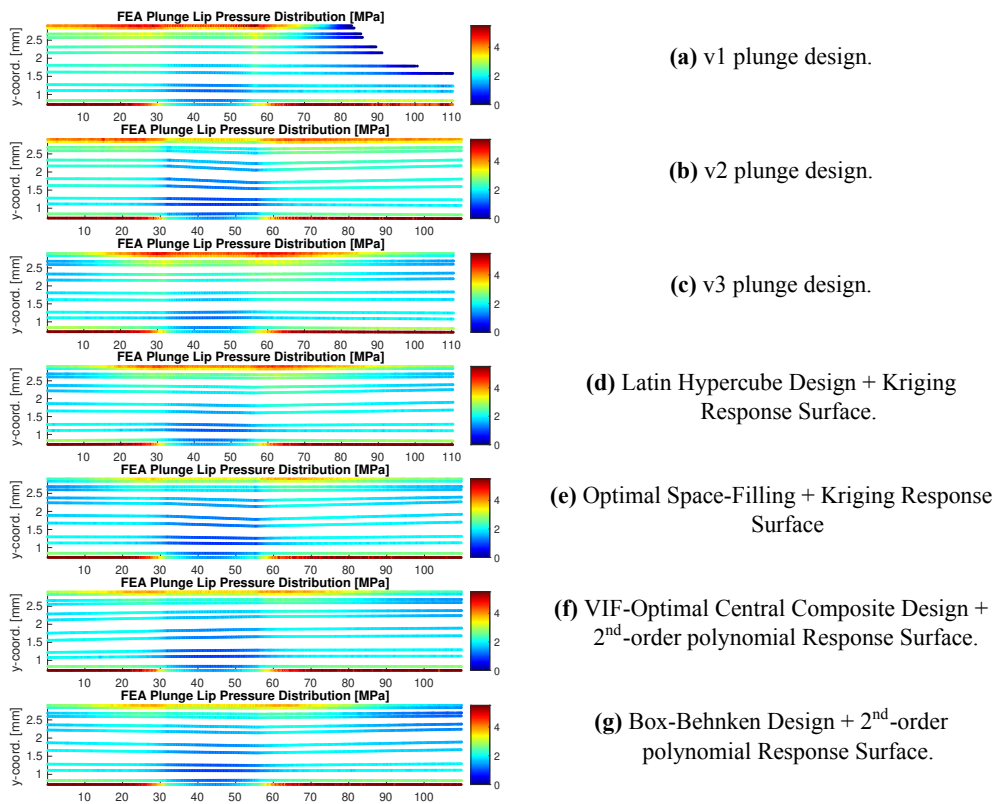 FEA Plunge Lip Pressure Distribution [MPa]
y-coord. [mm]
2.5
2
1.5
1
10 20 30 40 50 60 70 80 90 100 110
4
2
0
(a) v1 plunge design.
FEA Plunge Lip Pressure Distribution [MPa]
y-coord. [mm]
2.5
2
1.5
1
10 20 30 40 50 60 70 80 90 100
4
2
0
(b) v2 plunge design.
FEA Plunge Lip Pressure Distribution [MPa]
y-coord. [mm]
2.5
2
1.5
1
10 20 30 40 50 60 70 80 90 100 110
4
2
0
(c) v3 plunge design.
FEA Plunge Lip Pressure Distribution [MPa]
y-coord. [mm]
2.5
2
1.5
1
10 20 30 40 50 60 70 80 90 100 110
4
2
0
(d) Latin Hypercube Design + Kriging
Response Surface.
FEA Plunge Lip Pressure Distribution [MPa]
y-coord. [mm]
2.5
2
1.5
1
10 20 30 40 50 60 70 80 90 100
4
2
0
(e) Optimal Space-Filling + Kriging Response
Surface
FEA Plunge Lip Pressure Distribution [MPa]
y-coord. [mm]
2.5
2
1.5
1
10 20 30 40 50 60 70 80 90 100
4
2
0
(f) VIF-Optimal Central Composite Design +
2nd-order polynomial Response Surface.
FEA Plunge Lip Pressure Distribution [MPa]
y-coord. [mm]
2.5
2
1.5
1
10 20 30 40 50 60 70 80 90 100
4
2
0
(g) Box-Behnken Design + 2nd-order
polynomial Response Surface.